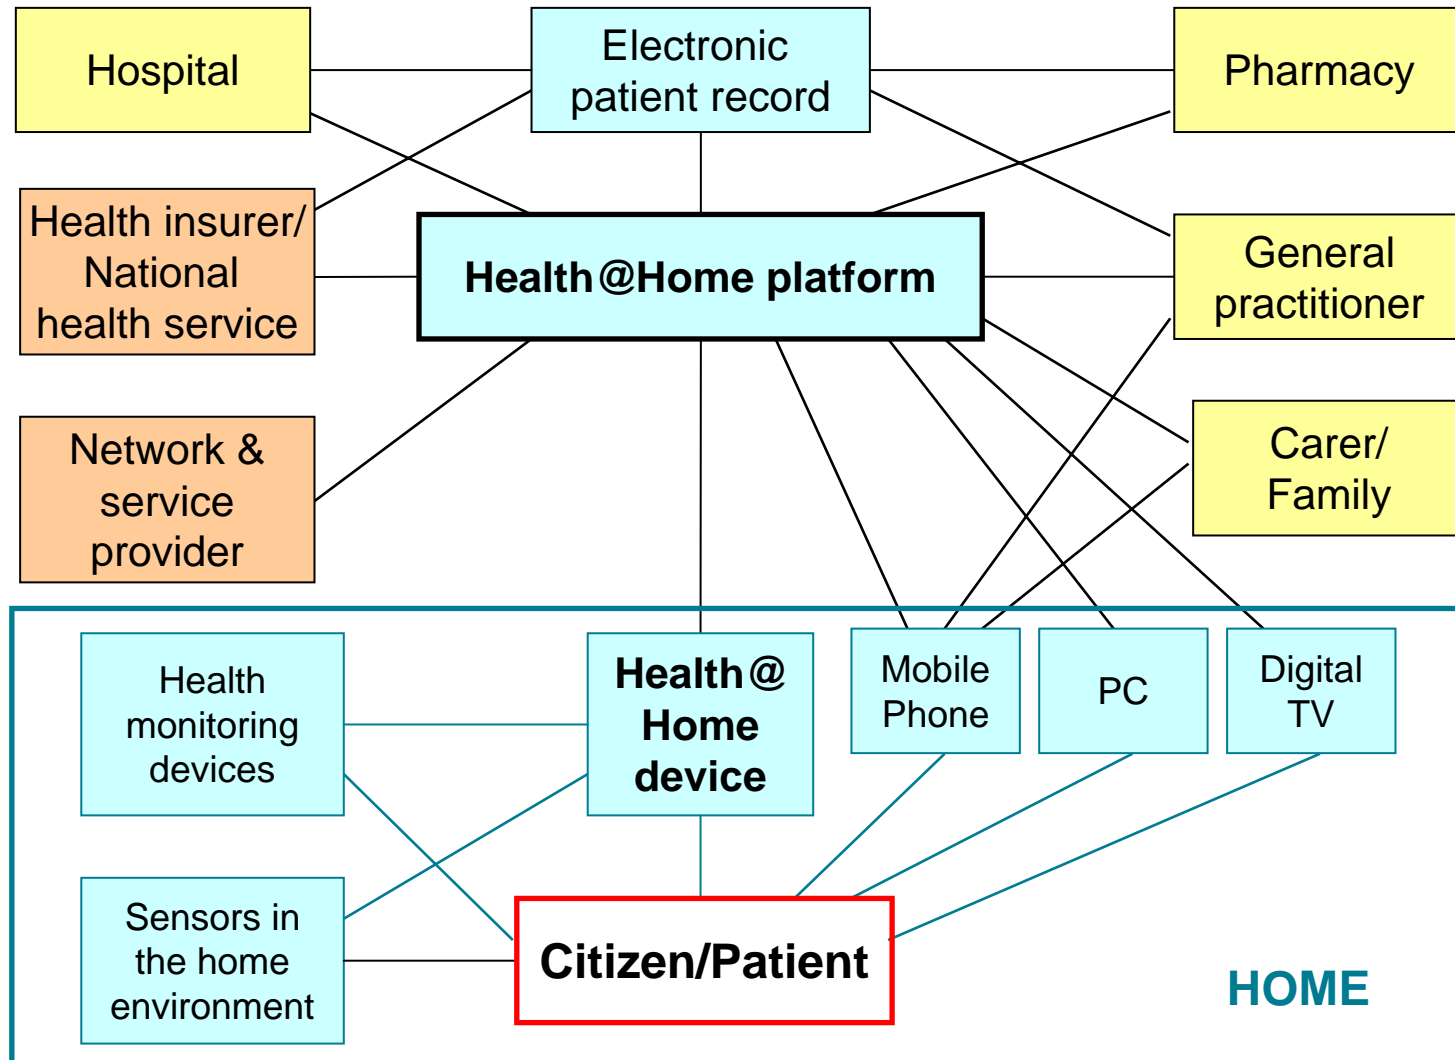 Hospital
Electronic
patient record
Pharmacy
Health insurer/
National
health service
Health@Home platform
General
practitioner
Network &
service
provider
Carer/
Family
Health
monitoring
devices
Health@
Home
device
Mobile
Phone
PC
Digital
TV
Sensors in
the home
environment
Citizen/Patient
HOME